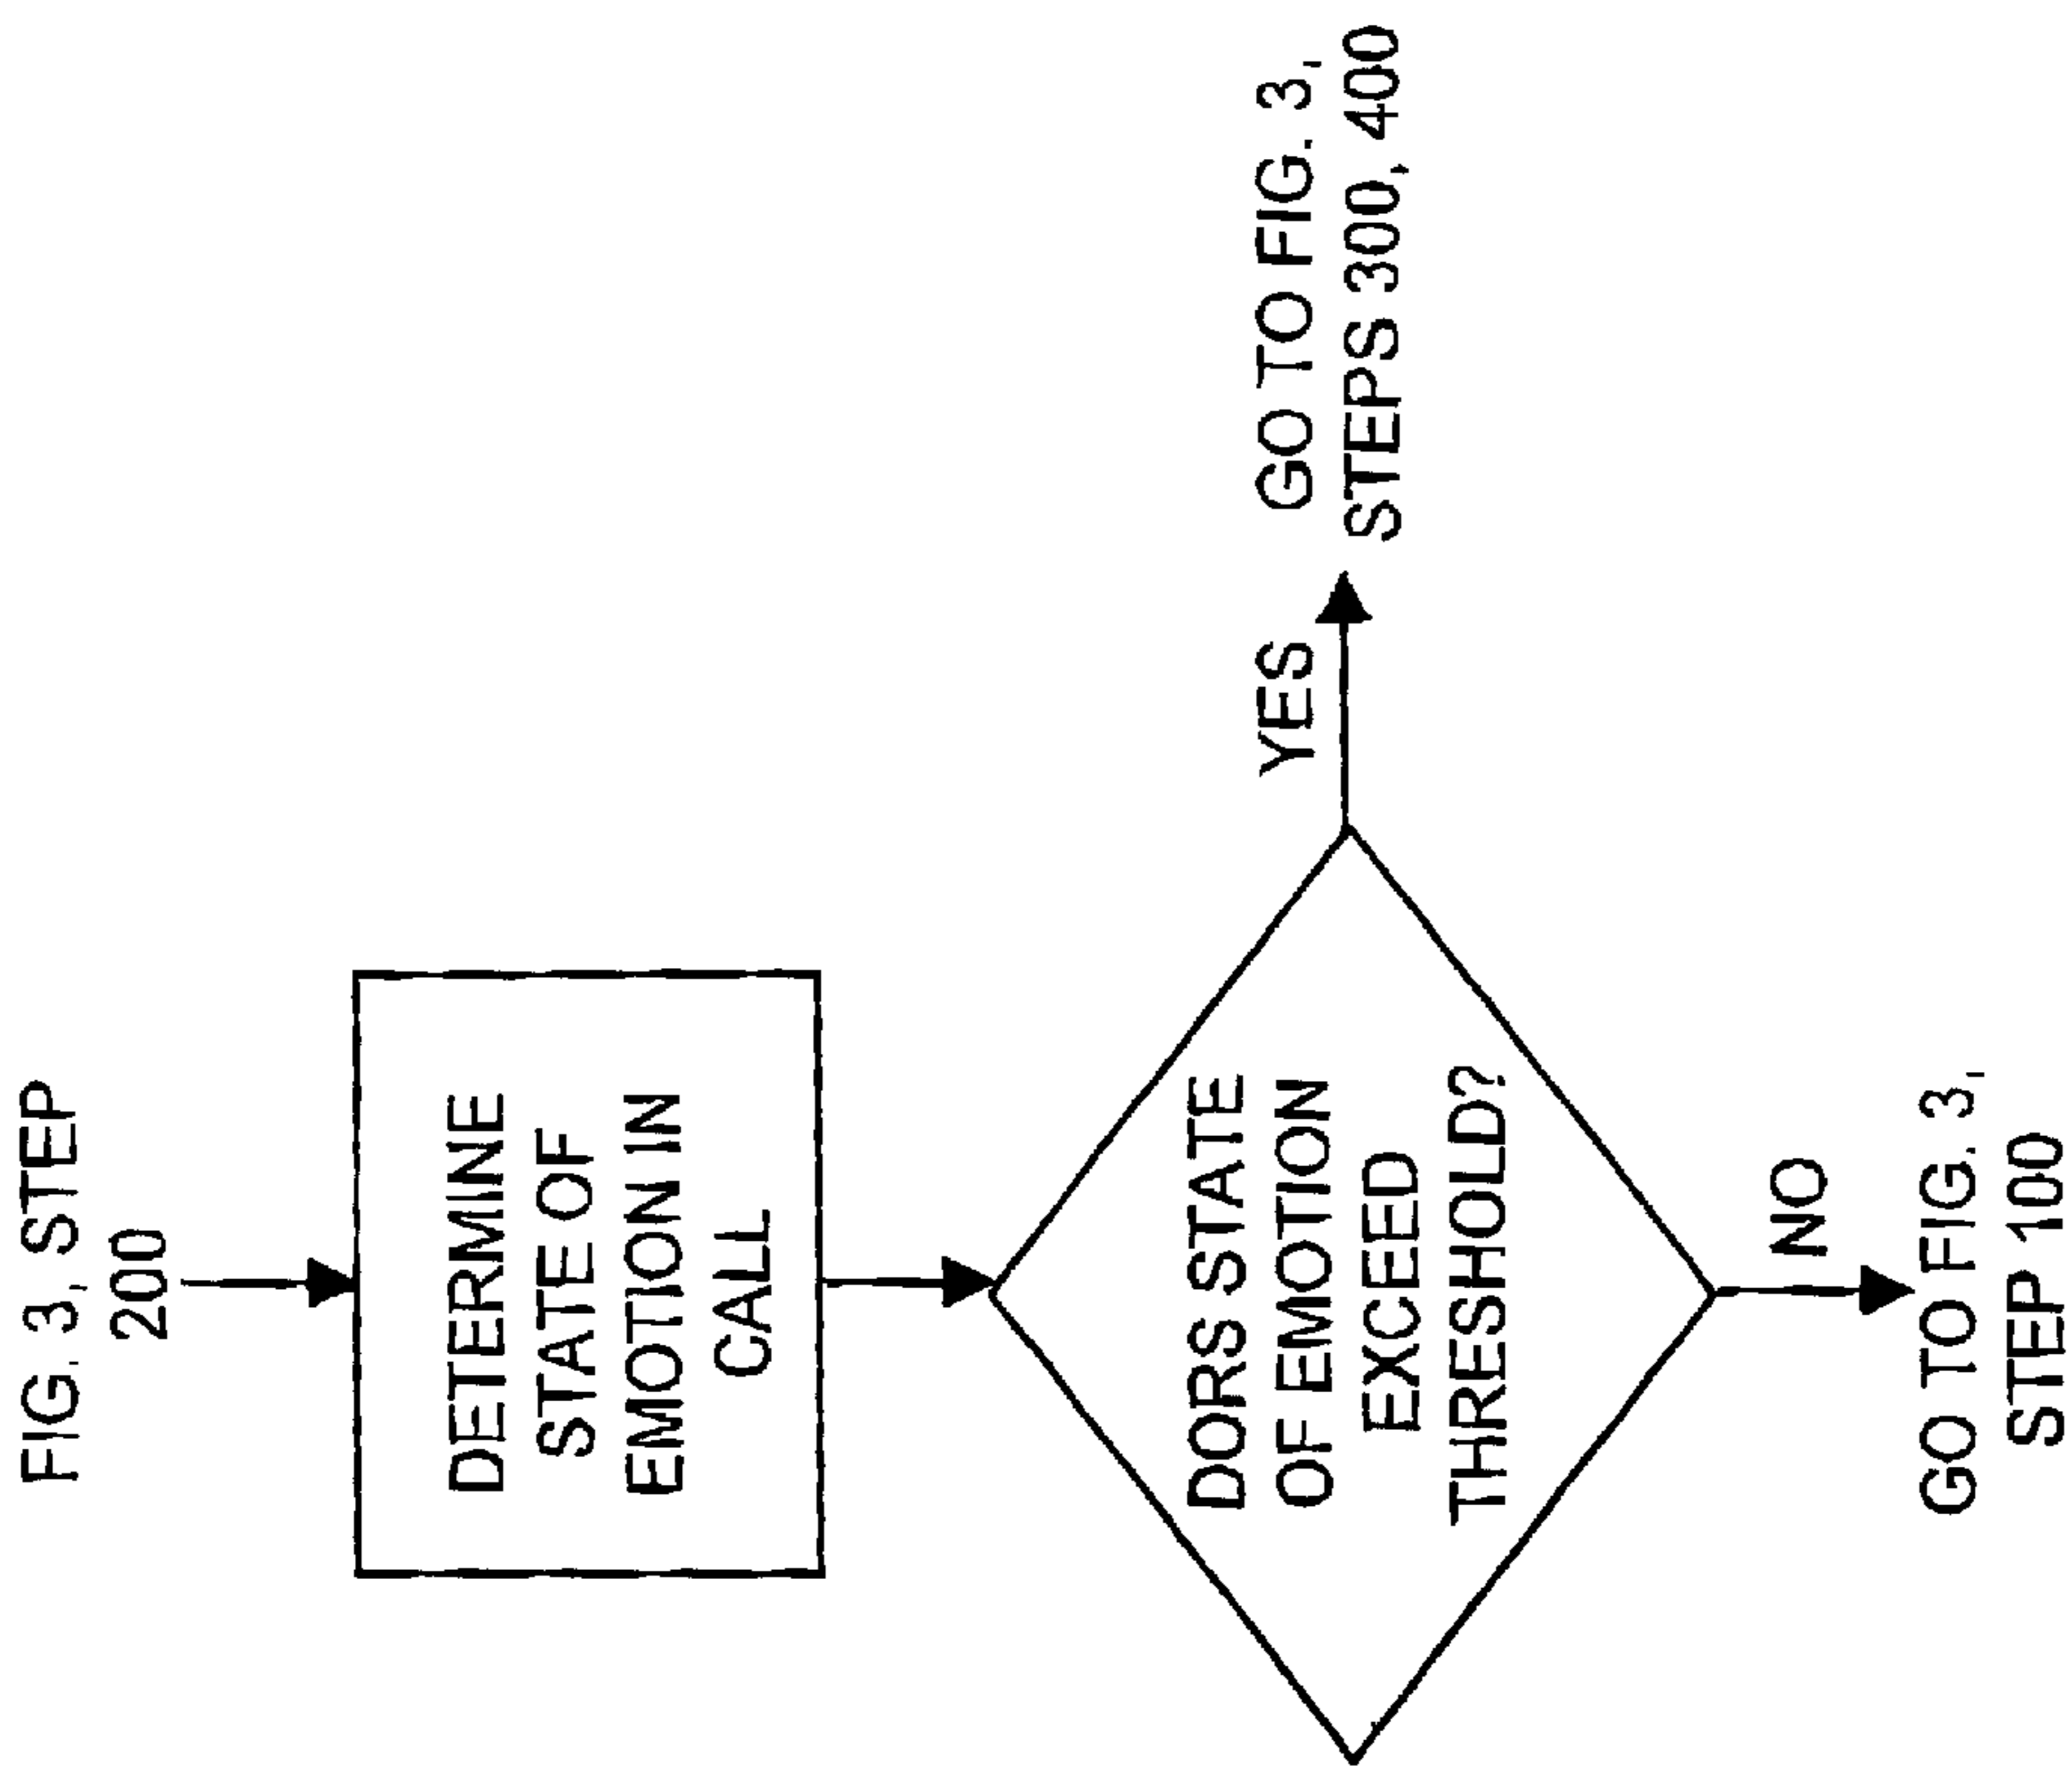 FIG. 3, STEP
200
DETERMINE
STATE OF
EMOTION IN
CALL
DORS STATE
OF EMOTION
EXCEED
THRESHOLD?
YES
GO TO FIG. 3,
STEPS 300, 400
NO
GO TO FIG. 3,
STEP 100